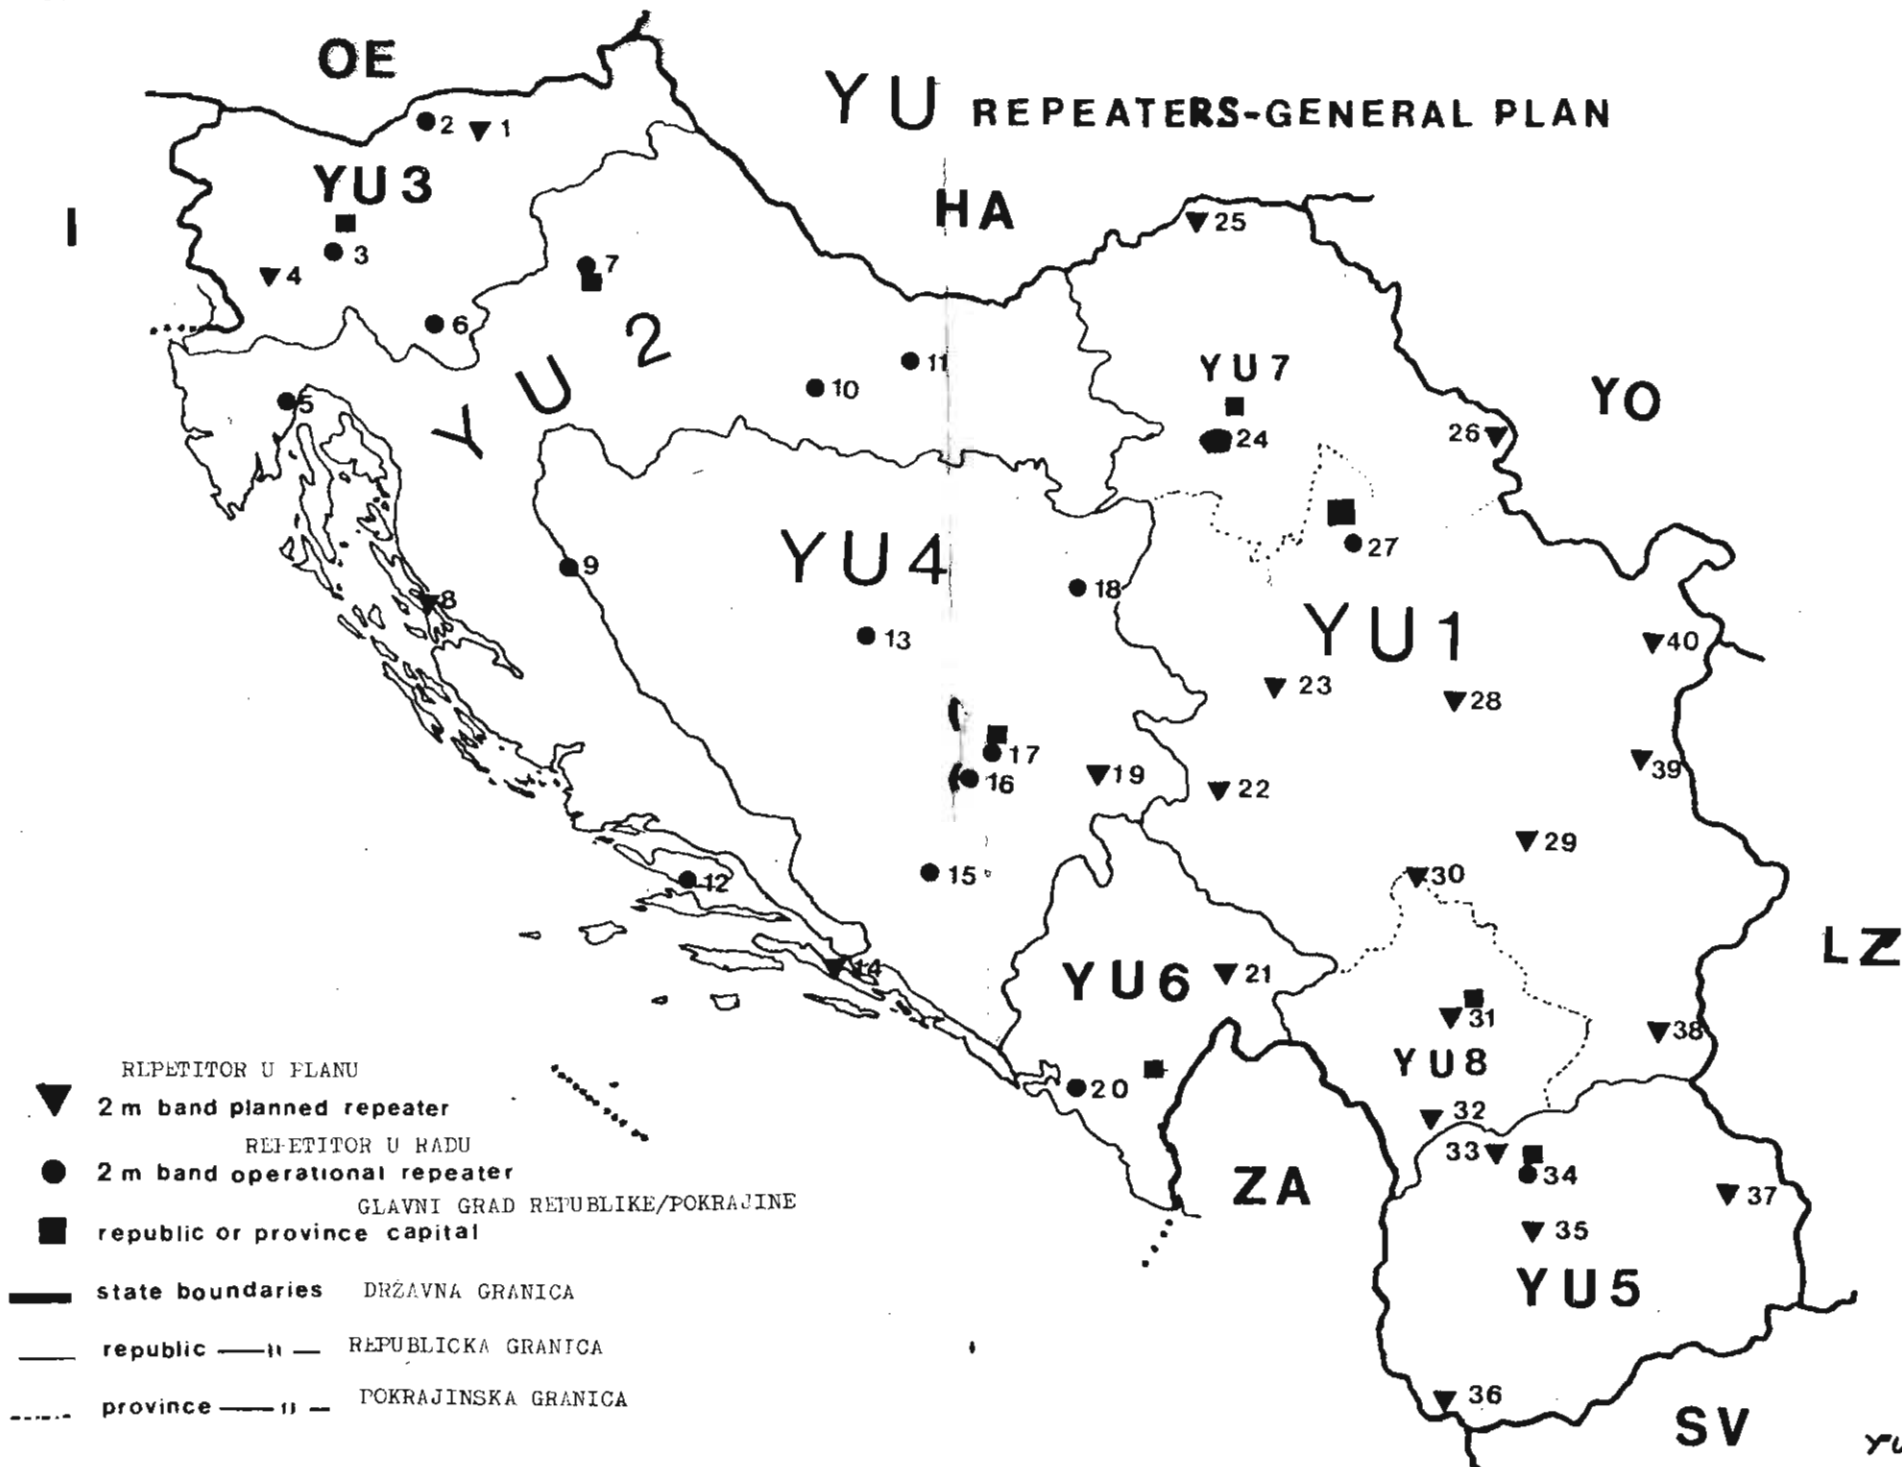 OE
YU REPEATERS-GENERAL PLAN
2 1
YU3
HA
I
25
3
7
4
6
YU 2
11
10
YU7
YO
5
24
26
YU4
27
9
8
18
13
YU1
40
23
28
17
16
19
39
22
29
15
12
30
LZ
14
YU6
21
31
38
YU8
20
32
33
34
ZA
37
35
YU5
36
SV
YU
REPETITOR U PLANU
2 m band planned repeater
REPETITOR U RADU
2 m band operational repeater
GLAVNI GRAD REPUBLIKE/POKRAJINE
republic or province capital
state boundaries DRŽAVNA GRANICA
republic — " — REPUBLICKA GRANICA
province — " — POKRAJINSKA GRANICA